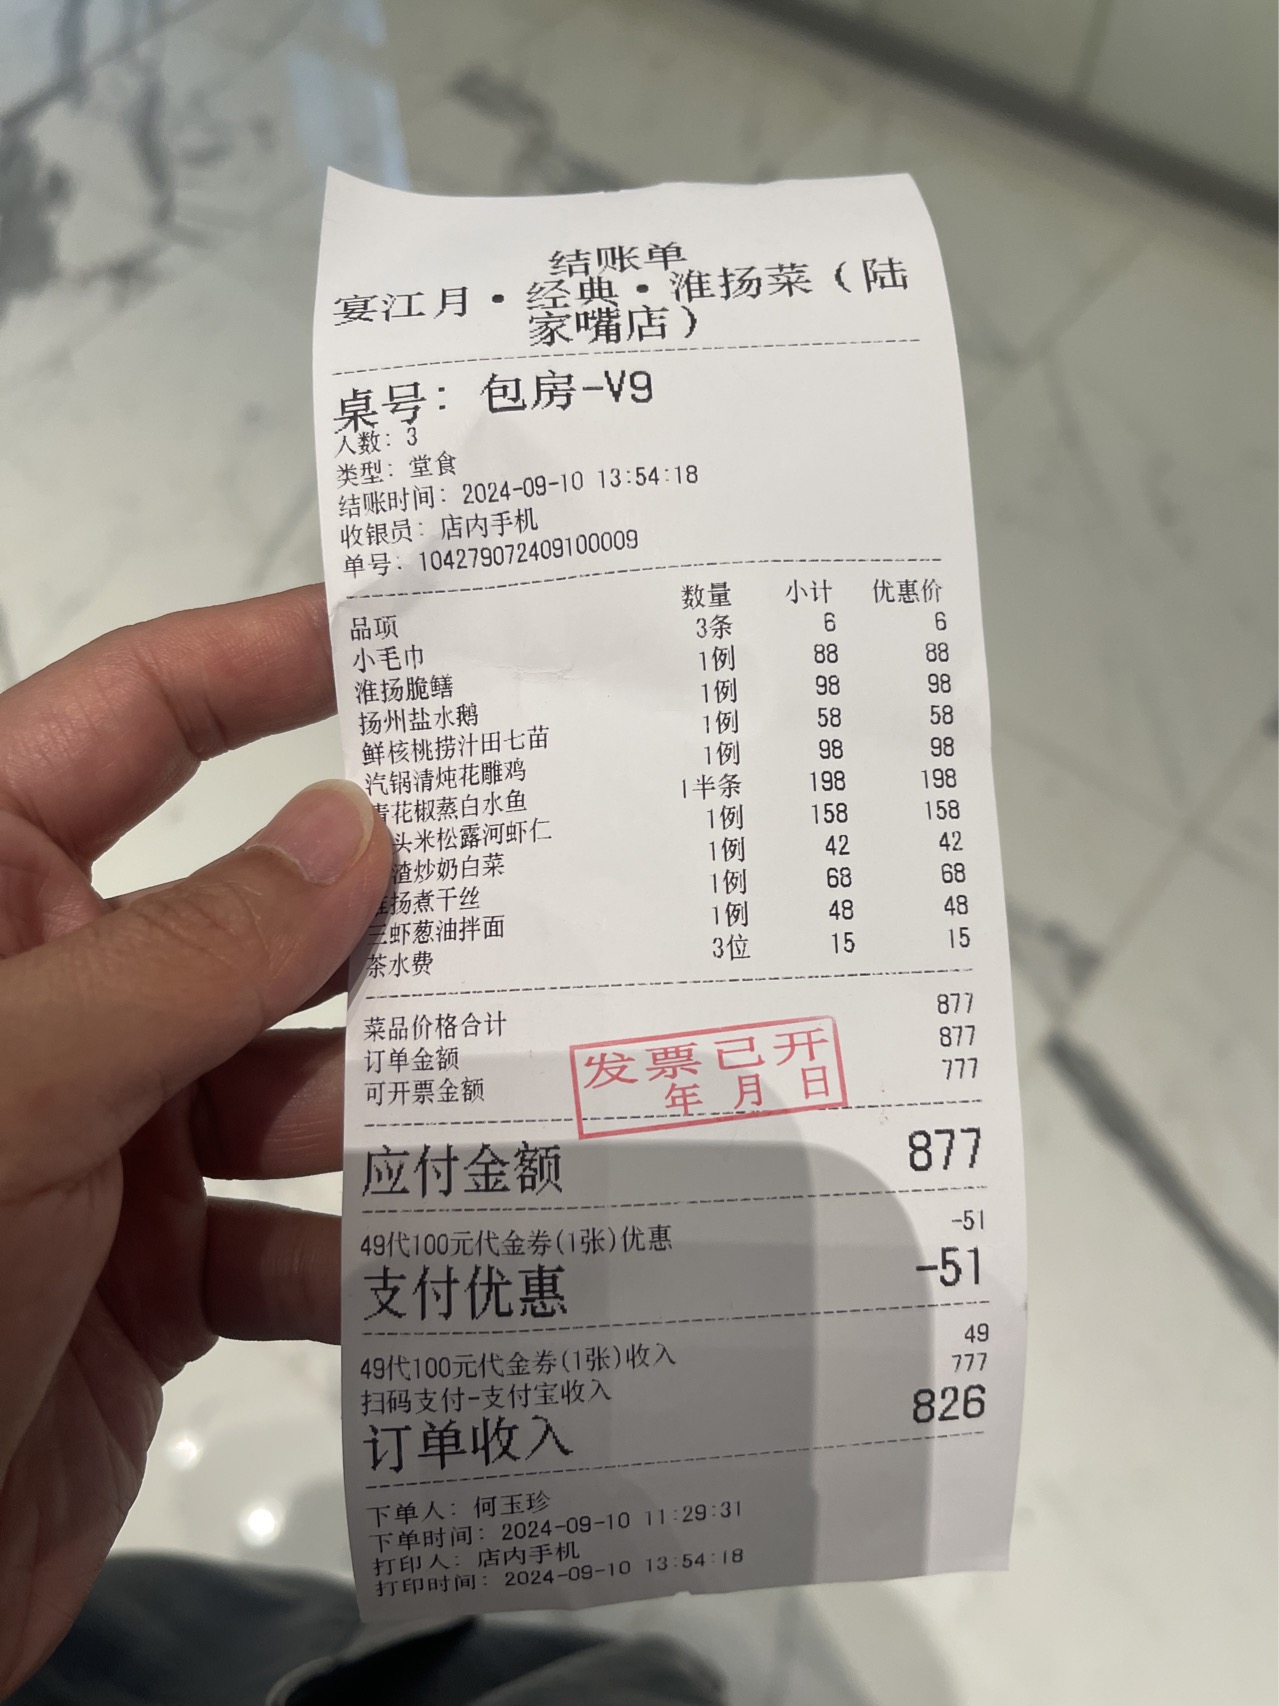 结账单
宴江月·经典·淮扬菜(陆
家嘴店)
桌号: 包房-V9
人数: 3
类型: 堂食
结账时间: 2024-09-10 13:54:18
收银员: 店内手机
单号: 104279072409100009
品项 数量 小计 优惠价
小毛巾 3条 6 6
淮扬脆鳝 1例 88 88
扬州盐水鹅 1例 98 98
鲜核桃捞汁田七苗 1例 58 58
汽锅清炖花雕鸡 1例 98 98
青花椒蒸白水鱼 1半条 198 198
头米松露河虾仁 1例 158 158
渣炒奶白菜 1例 42 42
淮扬煮干丝 1例 68 68
三虾葱油拌面 1例 48 48
茶水费 3位 15 15
菜品价格合计 877
订单金额 877
可开票金额 777
发票已开
年 月 日
应付金额 877
49代100元代金券(1张)优惠 -51
支付优惠 -51
49代100元代金券(1张)收入 49
扫码支付-支付宝收入 777
订单收入 826
下单人: 何玉珍
下单时间: 2024-09-10 11:29:31
打印人: 店内手机
打印时间: 2024-09-10 13:54:18